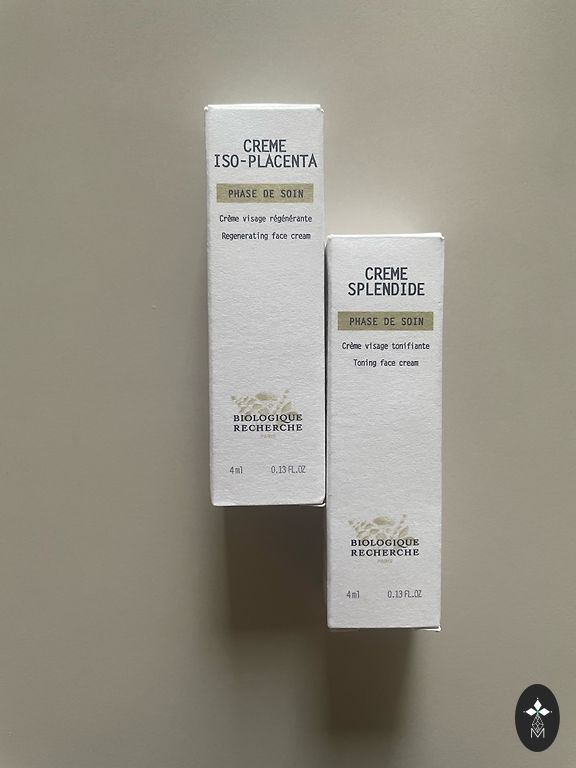 CREME
ISO-PLACENTA
PHASE DE SOIN
Crème visage régénérante
Regenerating face cream
BIOLOGIQUE
RECHERCHE
PARIS
4ml 0.13 FL.OZ
CREME
SPLENDIDE
PHASE DE SOIN
Crème visage tonifiante
Toning face cream
BIOLOGIQUE
RECHERCHE
PARIS
4ml 0.13 FL.OZ
M